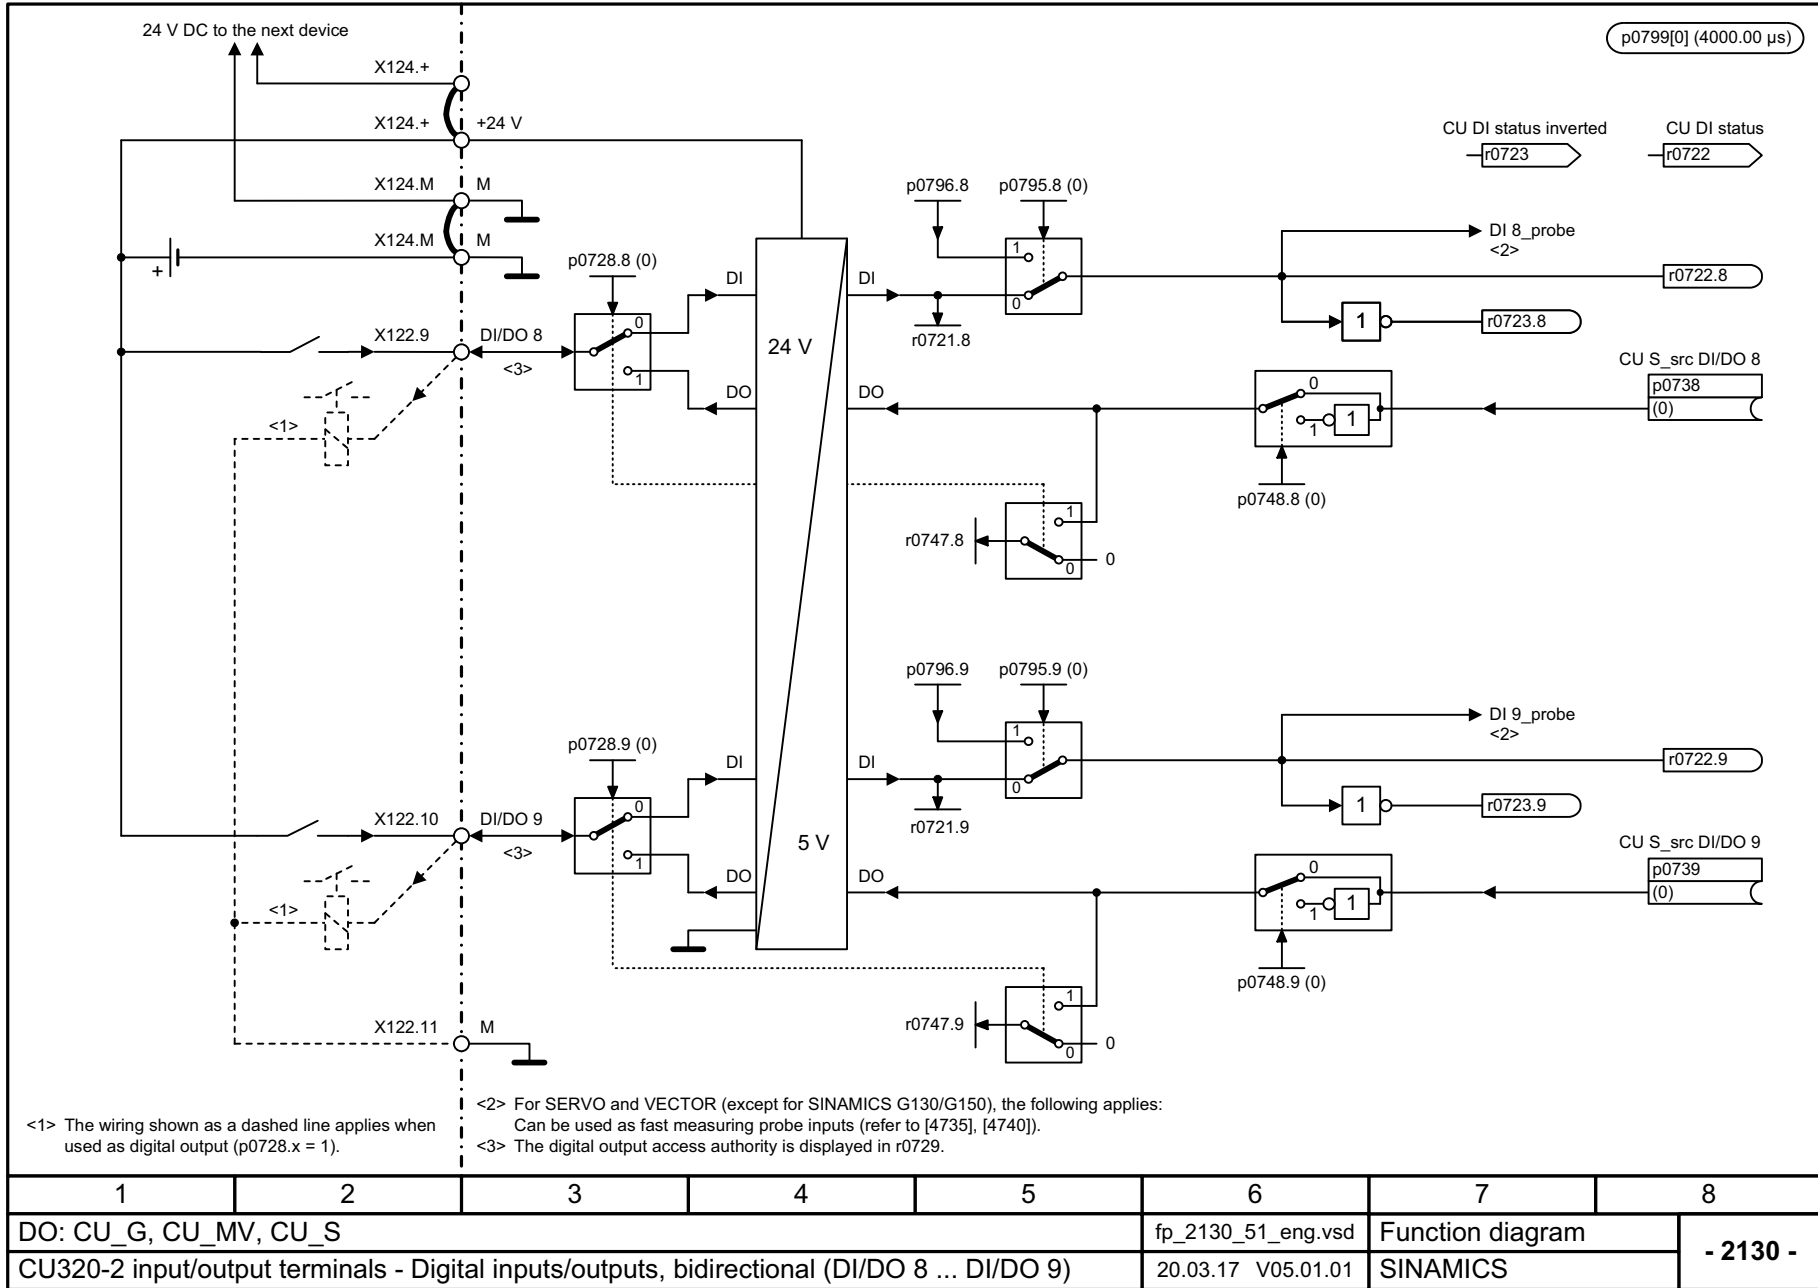 24 V DC to the next device
p0799[0] (4000.00 µs)
X124.+
X124.+
+24 V
CU DI status inverted
CU DI status
r0723
r0722
X124.M
M
p0796.8
p0795.8 (0)
X124.M
M
+
p0728.8 (0)
DI
DI
1
0
DI 8_probe
<2>
r0722.8
r0721.8
1
r0723.8
X122.9
DI/DO 8
<3>
0
1
24 V
CU S_src DI/DO 8
p0738
(0)
DO
DO
0
1
1
<1>
p0748.8 (0)
r0747.8
1
0
0
p0796.9
p0795.9 (0)
DI 9_probe
<2>
p0728.9 (0)
DI
DI
1
0
r0722.9
r0721.9
1
r0723.9
X122.10
DI/DO 9
<3>
0
1
5 V
CU S_src DI/DO 9
p0739
(0)
DO
DO
0
1
1
<1>
p0748.9 (0)
X122.11
M
r0747.9
1
0
0
<1> The wiring shown as a dashed line applies when
used as digital output (p0728.x = 1).
<2> For SERVO and VECTOR (except for SINAMICS G130/G150), the following applies:
Can be used as fast measuring probe inputs (refer to [4735], [4740]).
<3> The digital output access authority is displayed in r0729.
1 2 3 4 5 6 7 8
DO: CU_G, CU_MV, CU_S
fp_2130_51_eng.vsd
Function diagram
- 2130 -
CU320-2 input/output terminals - Digital inputs/outputs, bidirectional (DI/DO 8 ... DI/DO 9)
20.03.17 V05.01.01
SINAMICS